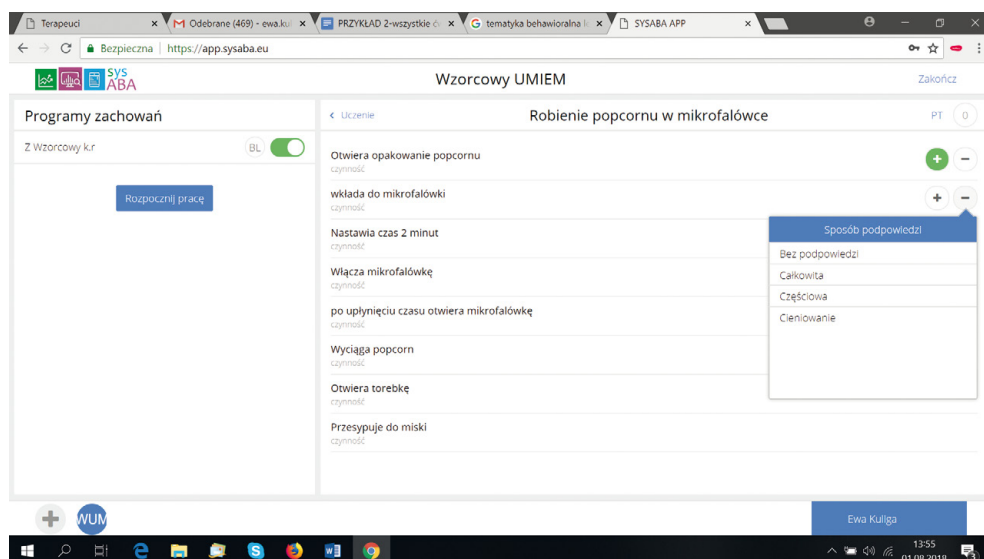 Terapeuci
Odebrane (469) - ewa.kul
PRZYKŁAD 2-wszystkie ć
tematyka behawioralna
SYSABA APP
Bezpieczna | https://app.sysaba.eu
SYS
ABA
Wzorcowy UMIEM
Zakończ
Programy zachowań
Uczenie
Robienie popcornu w mikrofalówce
PT 0
Z Wzorcowy k.r
BL
Otwiera opakowanie popcornu
czynność
Rozpocznij pracę
wkłada do mikrofalówki
czynność
Nastawia czas 2 minut
czynność
Sposób podpowiedzi
Bez podpowiedzi
Całkowita
Częściowa
Cieniowanie
Włącza mikrofalówkę
czynność
po upłynięciu czasu otwiera mikrofalówkę
czynność
Wyciąga popcorn
czynność
Otwiera torebkę
czynność
Przesypuje do miski
czynność
WUM
Ewa Kuliga
13:55
01.08.2018